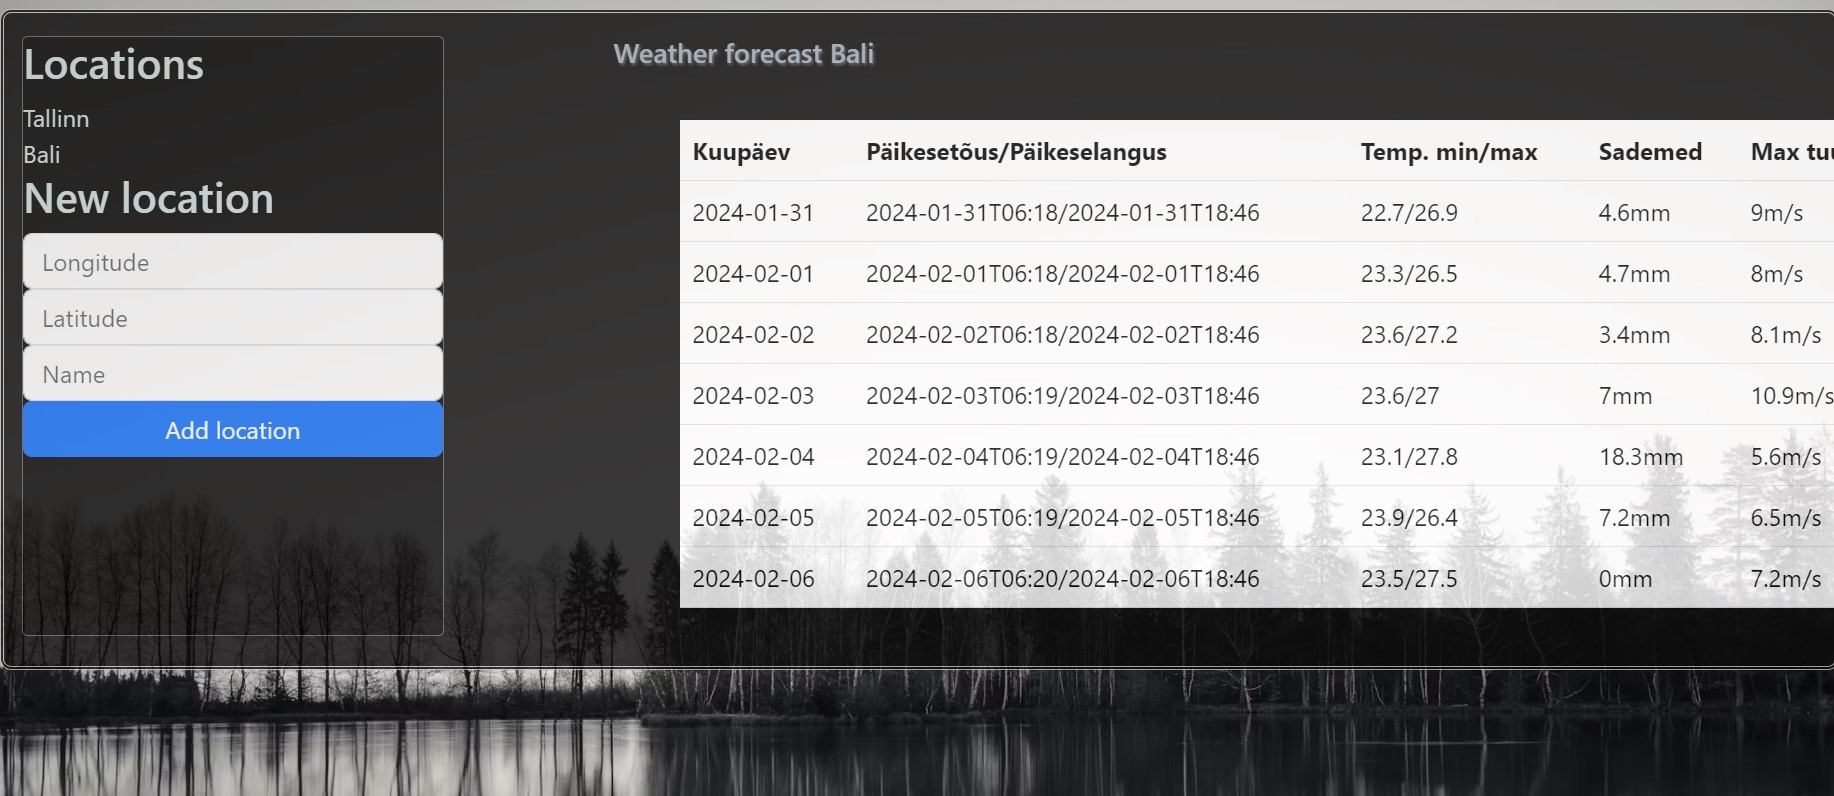 Locations
Tallinn
Bali
New location
Longitude
Latitude
Name
Add location
Weather forecast Bali
Kuupäev Päikesetõus/Päikeselangus Temp. min/max Sademed Max
2024-01-31 2024-01-31T06:18/2024-01-31T18:46 22.7/26.9 4.6mm 9m/s
2024-02-01 2024-02-01T06:18/2024-02-01T18:46 23.3/26.5 4.7mm 8m/s
2024-02-02 2024-02-02T06:18/2024-02-02T18:46 23.6/27.2 3.4mm 8.1m/s
2024-02-03 2024-02-03T06:19/2024-02-03T18:46 23.6/27 7mm 10.9m/s
2024-02-04 2024-02-04T06:19/2024-02-04T18:46 23.1/27.8 18.3mm 5.6m/s
2024-02-05 2024-02-05T06:19/2024-02-05T18:46 23.9/26.4 7.2mm 6.5m/s
2024-02-06 2024-02-06T06:20/2024-02-06T18:46 23.5/27.5 0mm 7.2m/s